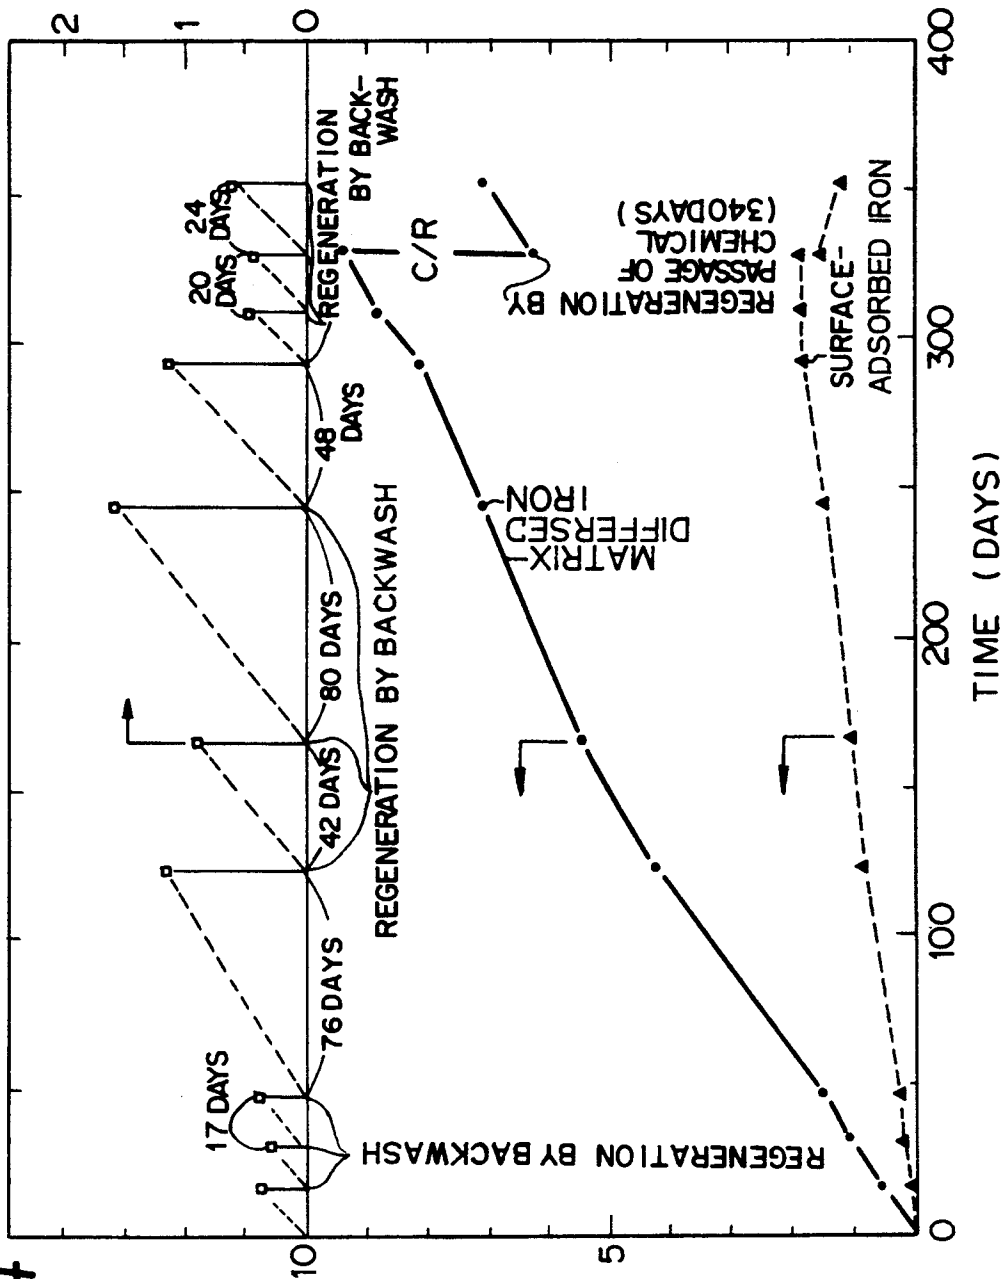 2
1
0
10
5
0
100
200
300
400
TIME (DAYS)
17 DAYS
76 DAYS
42 DAYS
80 DAYS
48
DAYS
20
DAYS
24
DAYS
REGENERATION BY BACKWASH
REGENERATION BY BACKWASH
REGENERATION
BY BACK-
WASH
C/R
REGENERATION BY
PASSAGE OF
CHEMICAL
(340DAYS)
MATRIX
DIFFERSED
IRON
SURFACE-
ADSORBED IRON